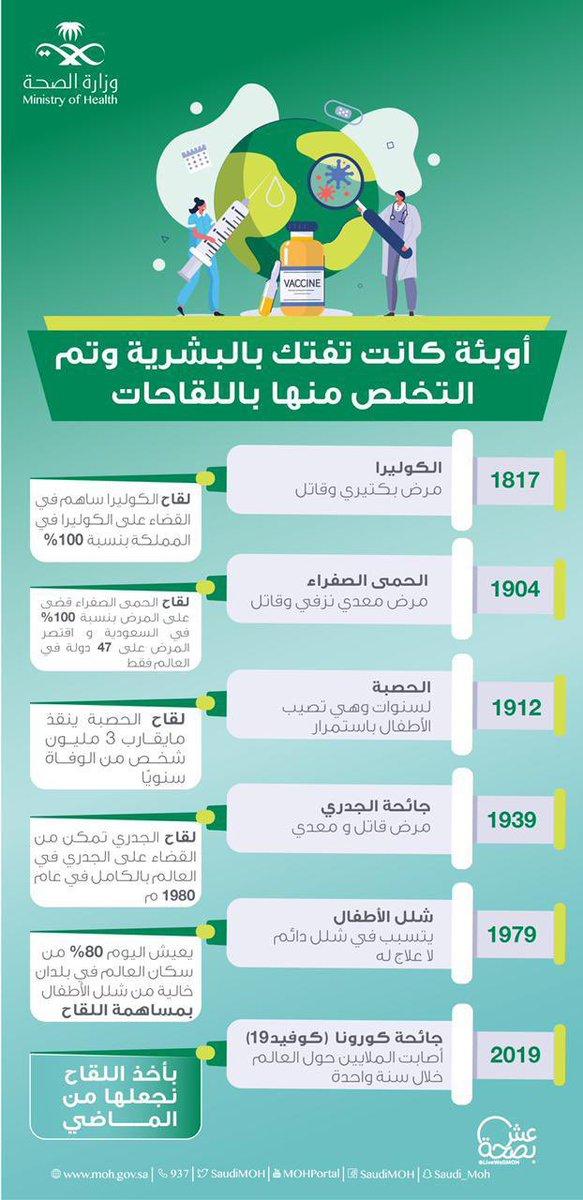 وزارة الصحة
Ministry of Health
VACCINE
أوبئة كانت تفتك بالبشرية وتم
التخلص منها باللقاحات
1817
الكوليرا
مرض بكتيري وقاتل
لقاح الكوليرا ساهم في
القضاء على الكوليرا في
المملكة بنسبة 100%
1904
الحمى الصفراء
مرض معدي نزفي وقاتل
لقاح الحمى الصفراء قضى
على المرض بنسبة 100%
في السعودية و اقتصر
المرض على 47 دولة في
العالم فقط
1912
الحصبة
لسنوات وهي تصيب
الأطفال باستمرار
لقاح الحصبة ينقذ
مايقارب 3 مليون
شخص من الوفاة
سنويًا
1939
جائحة الجدري
مرض قاتل و معدي
لقاح الجدري تمكن من
القضاء على الجدري في
العالم بالكامل في عام
1980 م
1979
شلل الأطفال
يتسبب في شلل دائم
لا علاج له
يعيش اليوم 80% من
سكان العالم في بلدان
خالية من شلل الأطفال
بمساهمة اللقاح
2019
جائحة كورونا (كوفيد19)
أصابت الملايين حول العالم
خلال سنة واحدة
بأخذ اللقاح
نجعلها من
المـــاضي
عش
بصحة
@LiveWellMOH
www.moh.gov.sa | 937 | SaudiMOH | MOHPortal | SaudiMOH | Saudi_Moh